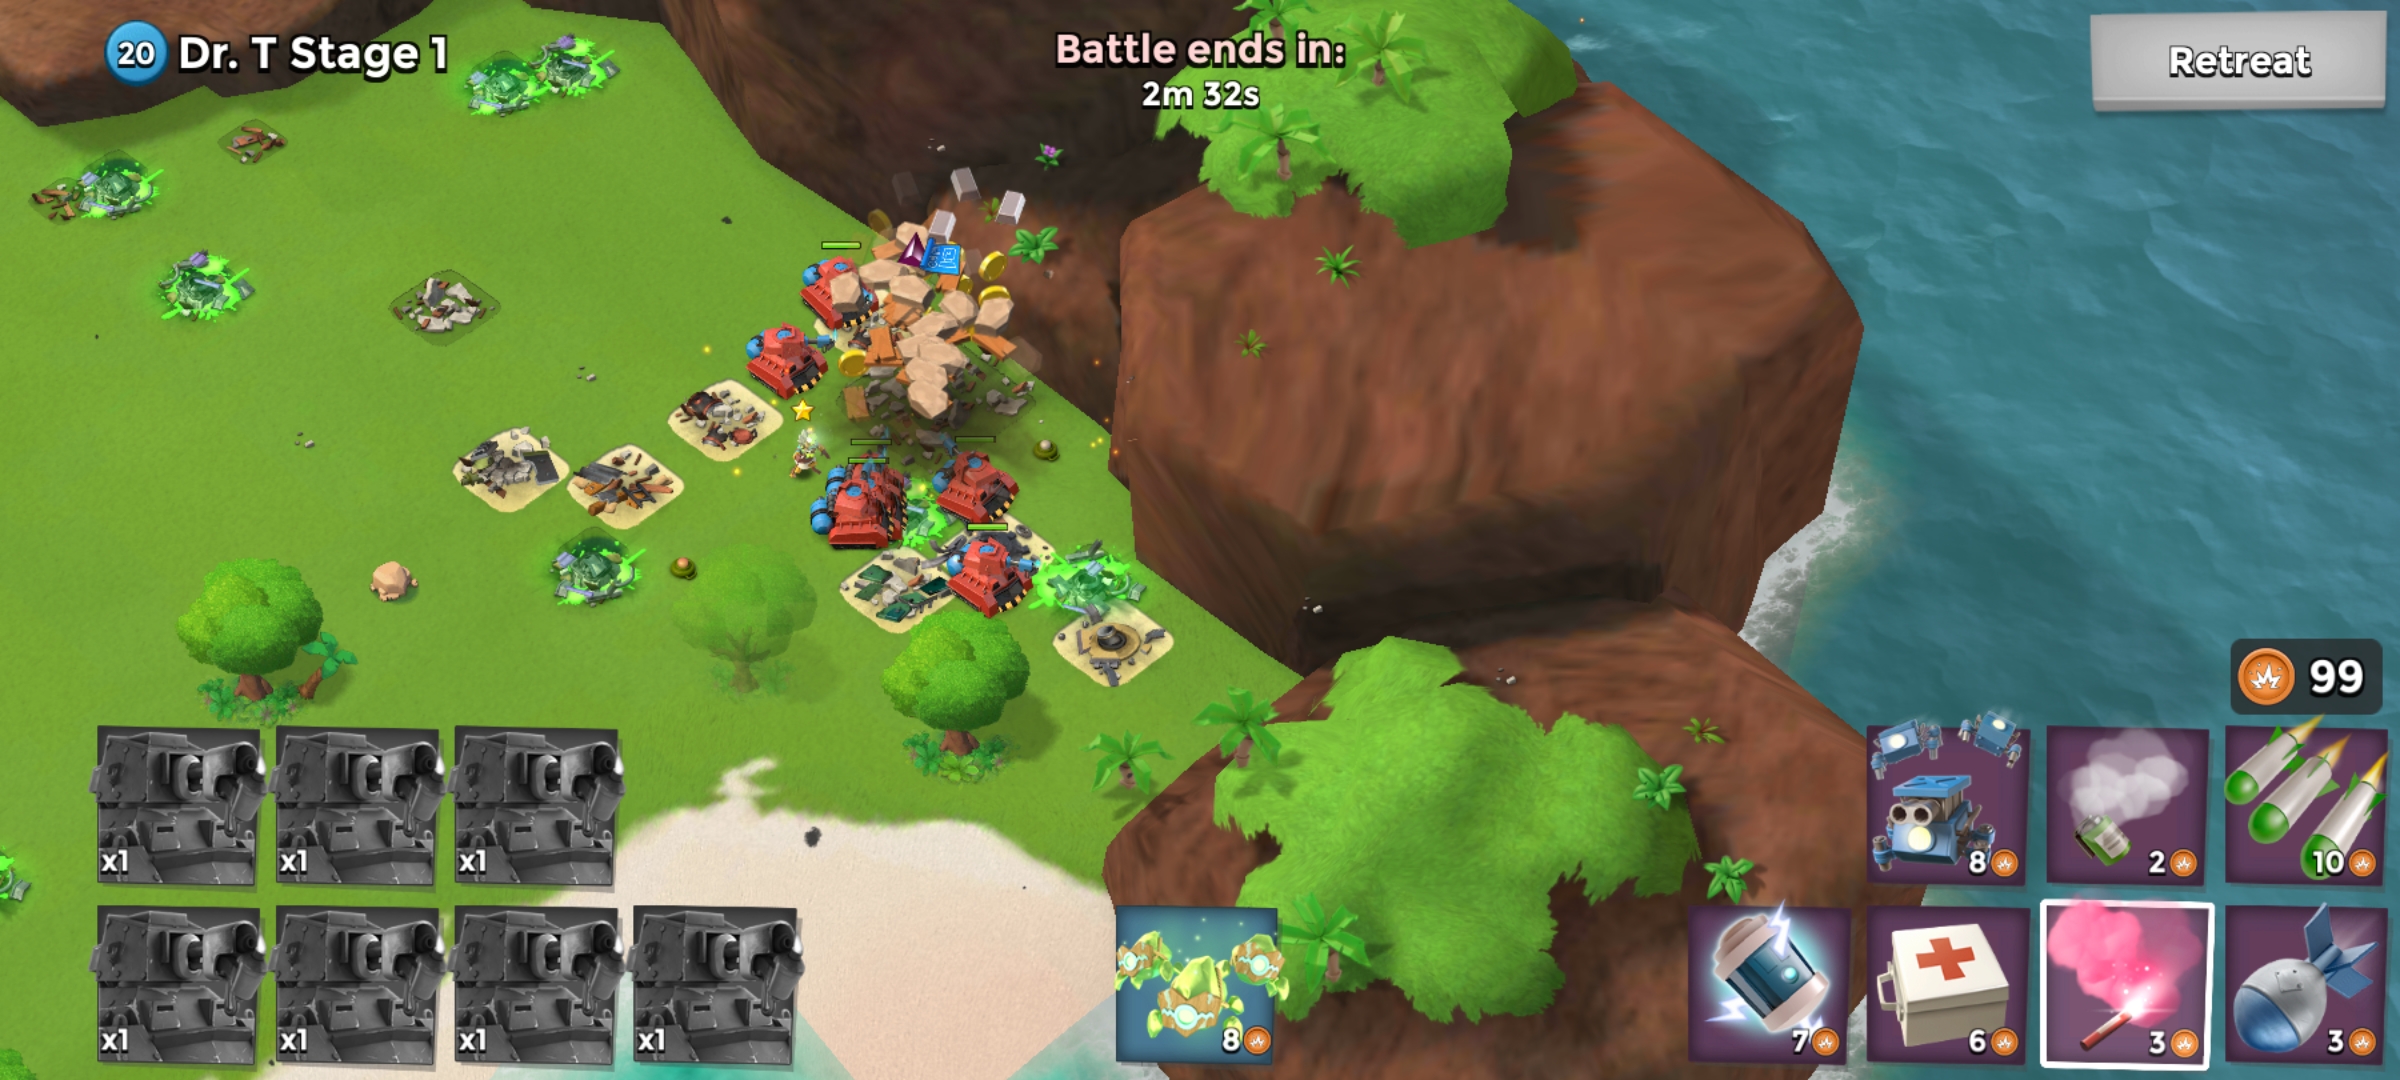 20 Dr. T Stage 1
Battle ends in:
2m 32s
Retreat
99
8
2
10
x1
x1
x1
x1
x1
x1
x1
8
7
6
3
3